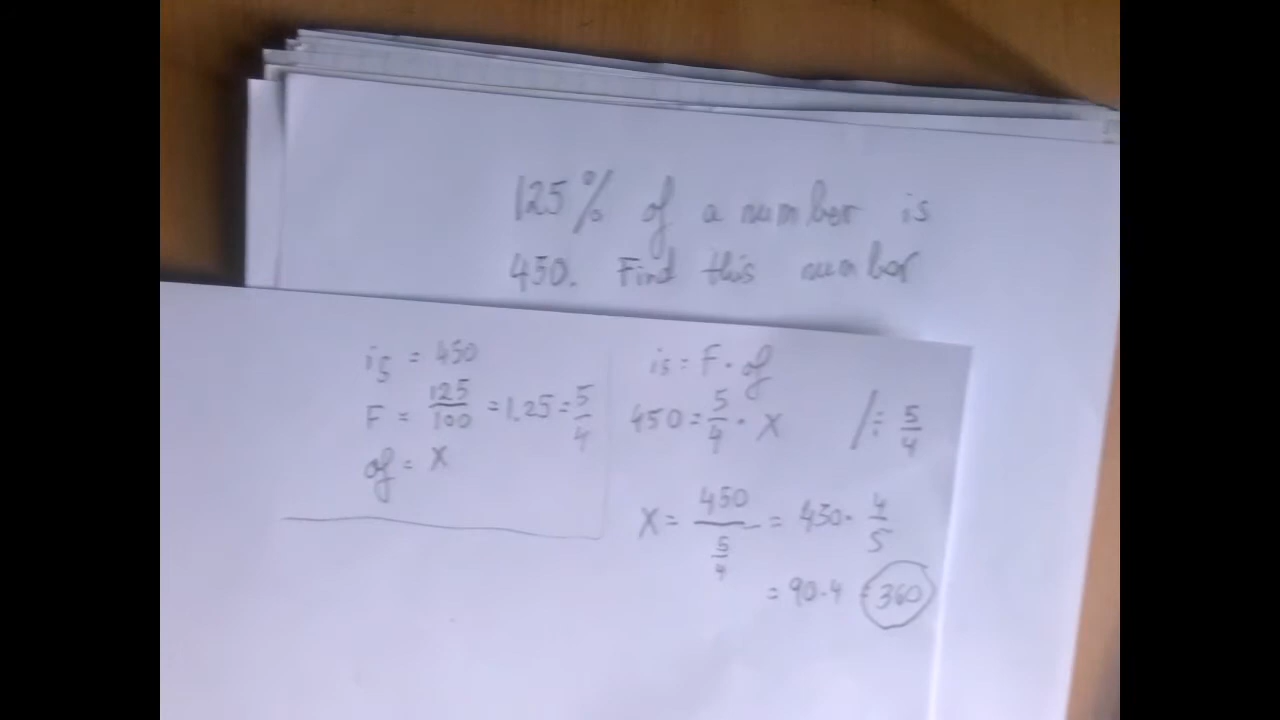 125% of a number is
450. Find this number
is = 450
F = 125/100 = 1.25 = 5/4
of = x
is = F · of
450 = 5/4 · x /÷ 5/4
x = 450/(5/4) = 450 · 4/5
= 90 · 4 = 360